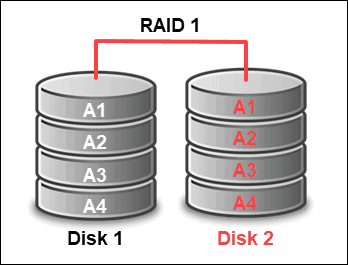 RAID 1
A1 A1
A2 A2
A3 A3
A4 A4
Disk 1 Disk 2